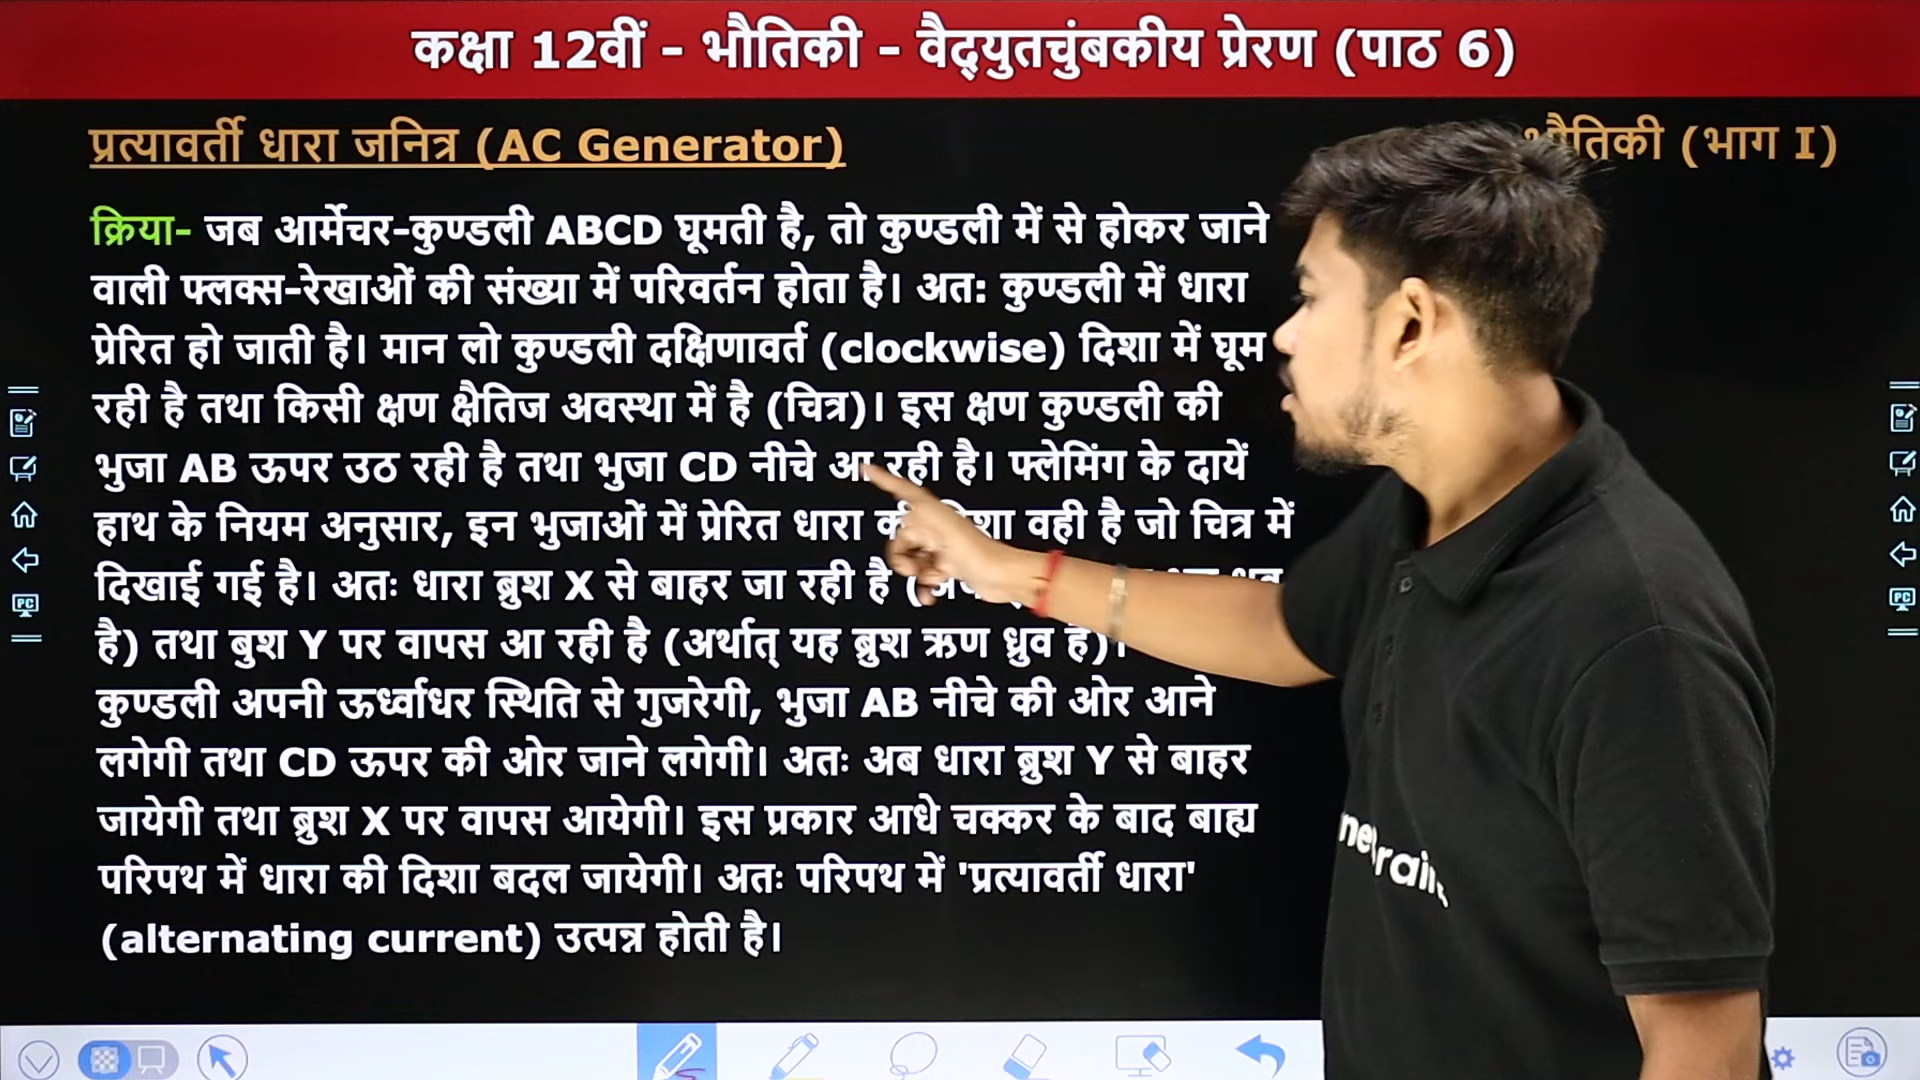 कक्षा 12वीं - भौतिकी - वैद्युतचुंबकीय प्रेरण (पाठ 6)
प्रत्यावर्ती धारा जनित्र (AC Generator)
भौतिकी (भाग I)
क्रिया- जब आर्मेचर-कुण्डली ABCD घूमती है, तो कुण्डली में से होकर जाने
वाली फ्लक्स-रेखाओं की संख्या में परिवर्तन होता है। अत: कुण्डली में धारा
प्रेरित हो जाती है। मान लो कुण्डली दक्षिणावर्त (clockwise) दिशा में घूम
रही है तथा किसी क्षण क्षैतिज अवस्था में है (चित्र)। इस क्षण कुण्डली की
भुजा AB ऊपर उठ रही है तथा भुजा CD नीचे आ रही है। फ्लेमिंग के दायें
हाथ के नियम अनुसार, इन भुजाओं में प्रेरित धारा की दिशा वही है जो चित्र में
दिखाई गई है। अतः धारा ब्रुश X से बाहर जा रही है (
है) तथा बुश Y पर वापस आ रही है (अर्थात् यह ब्रुश ऋण ध्रुव है)।
कुण्डली अपनी ऊर्ध्वाधर स्थिति से गुजरेगी, भुजा AB नीचे की ओर आने
लगेगी तथा CD ऊपर की ओर जाने लगेगी। अतः अब धारा ब्रुश Y से बाहर
जायेगी तथा ब्रुश X पर वापस आयेगी। इस प्रकार आधे चक्कर के बाद बाह्य
परिपथ में धारा की दिशा बदल जायेगी। अतः परिपथ में 'प्रत्यावर्ती धारा'
(alternating current) उत्पन्न होती है।